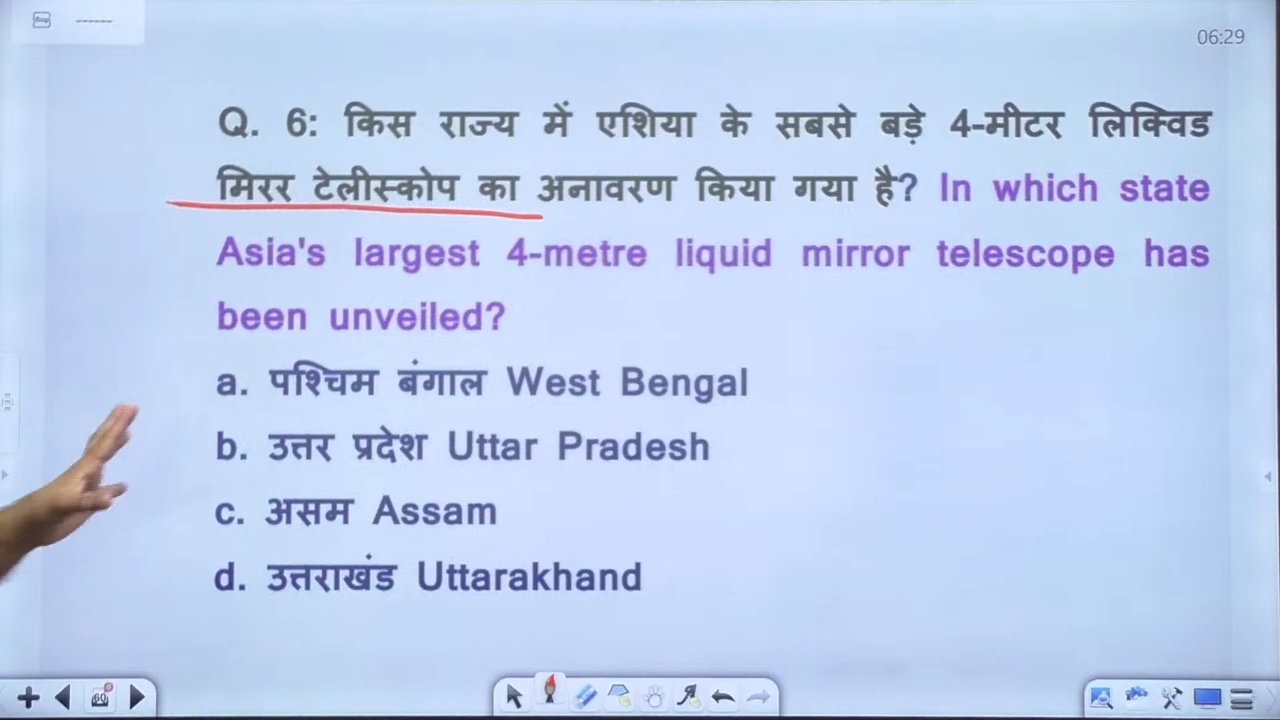 06:29
Q. 6: किस राज्य में एशिया के सबसे बड़े 4-मीटर लिक्विड
मिरर टेलीस्कोप का अनावरण किया गया है? In which state
Asia's largest 4-metre liquid mirror telescope has
been unveiled?
a. पश्चिम बंगाल West Bengal
b. उत्तर प्रदेश Uttar Pradesh
c. असम Assam
d. उत्तराखंड Uttarakhand
60